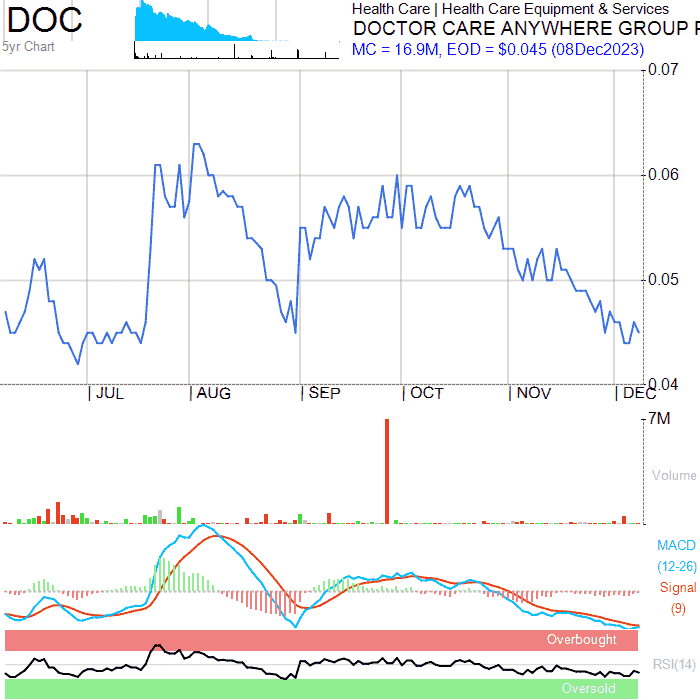 DOC
5yr Chart
Health Care | Health Care Equipment & Services
DOCTOR CARE ANYWHERE GROUP P
MC = 16.9M, EOD = $0.045 (08Dec2023)
0.07
0.06
0.05
0.04
JUL AUG SEP OCT NOV DEC
7M
Volume
MACD
(12-26)
Signal
(9)
Overbought
RSI(14)
Oversold